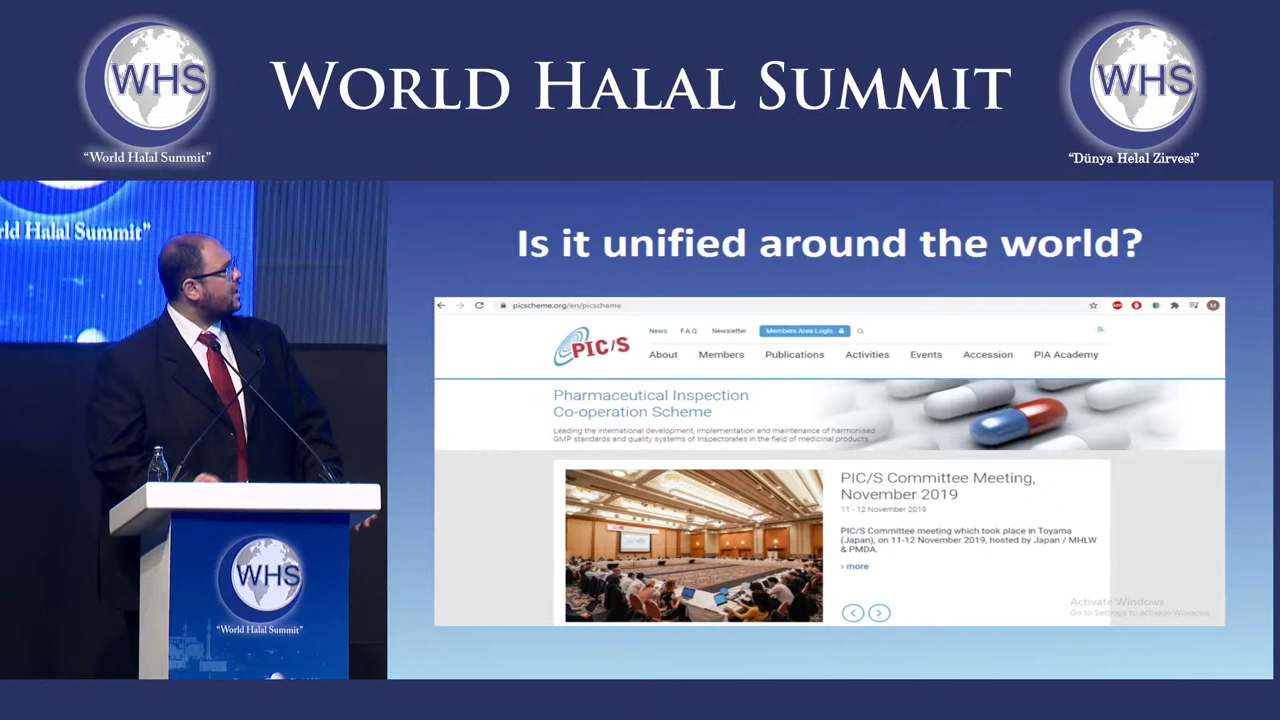 WHS
WORLD HALAL SUMMIT
WHS
“World Halal Summit”
“Dünya Helal Zirvesi”
rld Halal Summit”
Is it unified around the world?
picscheme.org/en/picscheme
PIC/S
News F.A.Q. Newsletter Members Area Login
About Members Publications Activities Events Accession PIA Academy
Pharmaceutical Inspection
Co-operation Scheme
Leading the international development, implementation and maintenance of harmonised
GMP standards and quality systems of Inspectorates in the field of medicinal products.
PIC/S Committee Meeting,
November 2019
11 - 12 November 2019
PIC/S Committee meeting which took place in Toyama
(Japan), on 11-12 November 2019, hosted by Japan / MHLW
& PMDA.
› more
Activate Windows
Go to Settings to activate Windows.
WHS
“World Halal Summit”